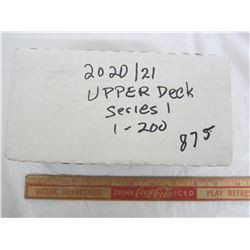 2020/21
UPPER Deck
Series 1
1-200
875
WORK REFRESHED DRINK Coca-Cola ICED PLAY REFRESHED